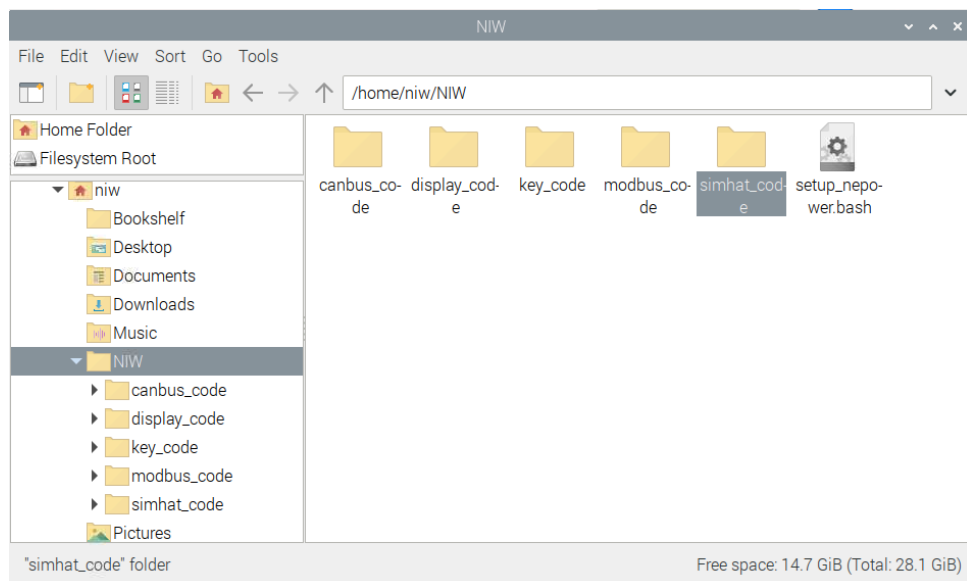 NIW
File Edit View Sort Go Tools
/home/niw/NIW
Home Folder
Filesystem Root
niw
Bookshelf
Desktop
Documents
Downloads
Music
NIW
canbus_code
display_code
key_code
modbus_code
simhat_code
Pictures
canbus_co-
de
display_cod-
e
key_code
modbus_co-
de
simhat_cod-
e
setup_nepo-
wer.bash
"simhat_code" folder
Free space: 14.7 GiB (Total: 28.1 GiB)